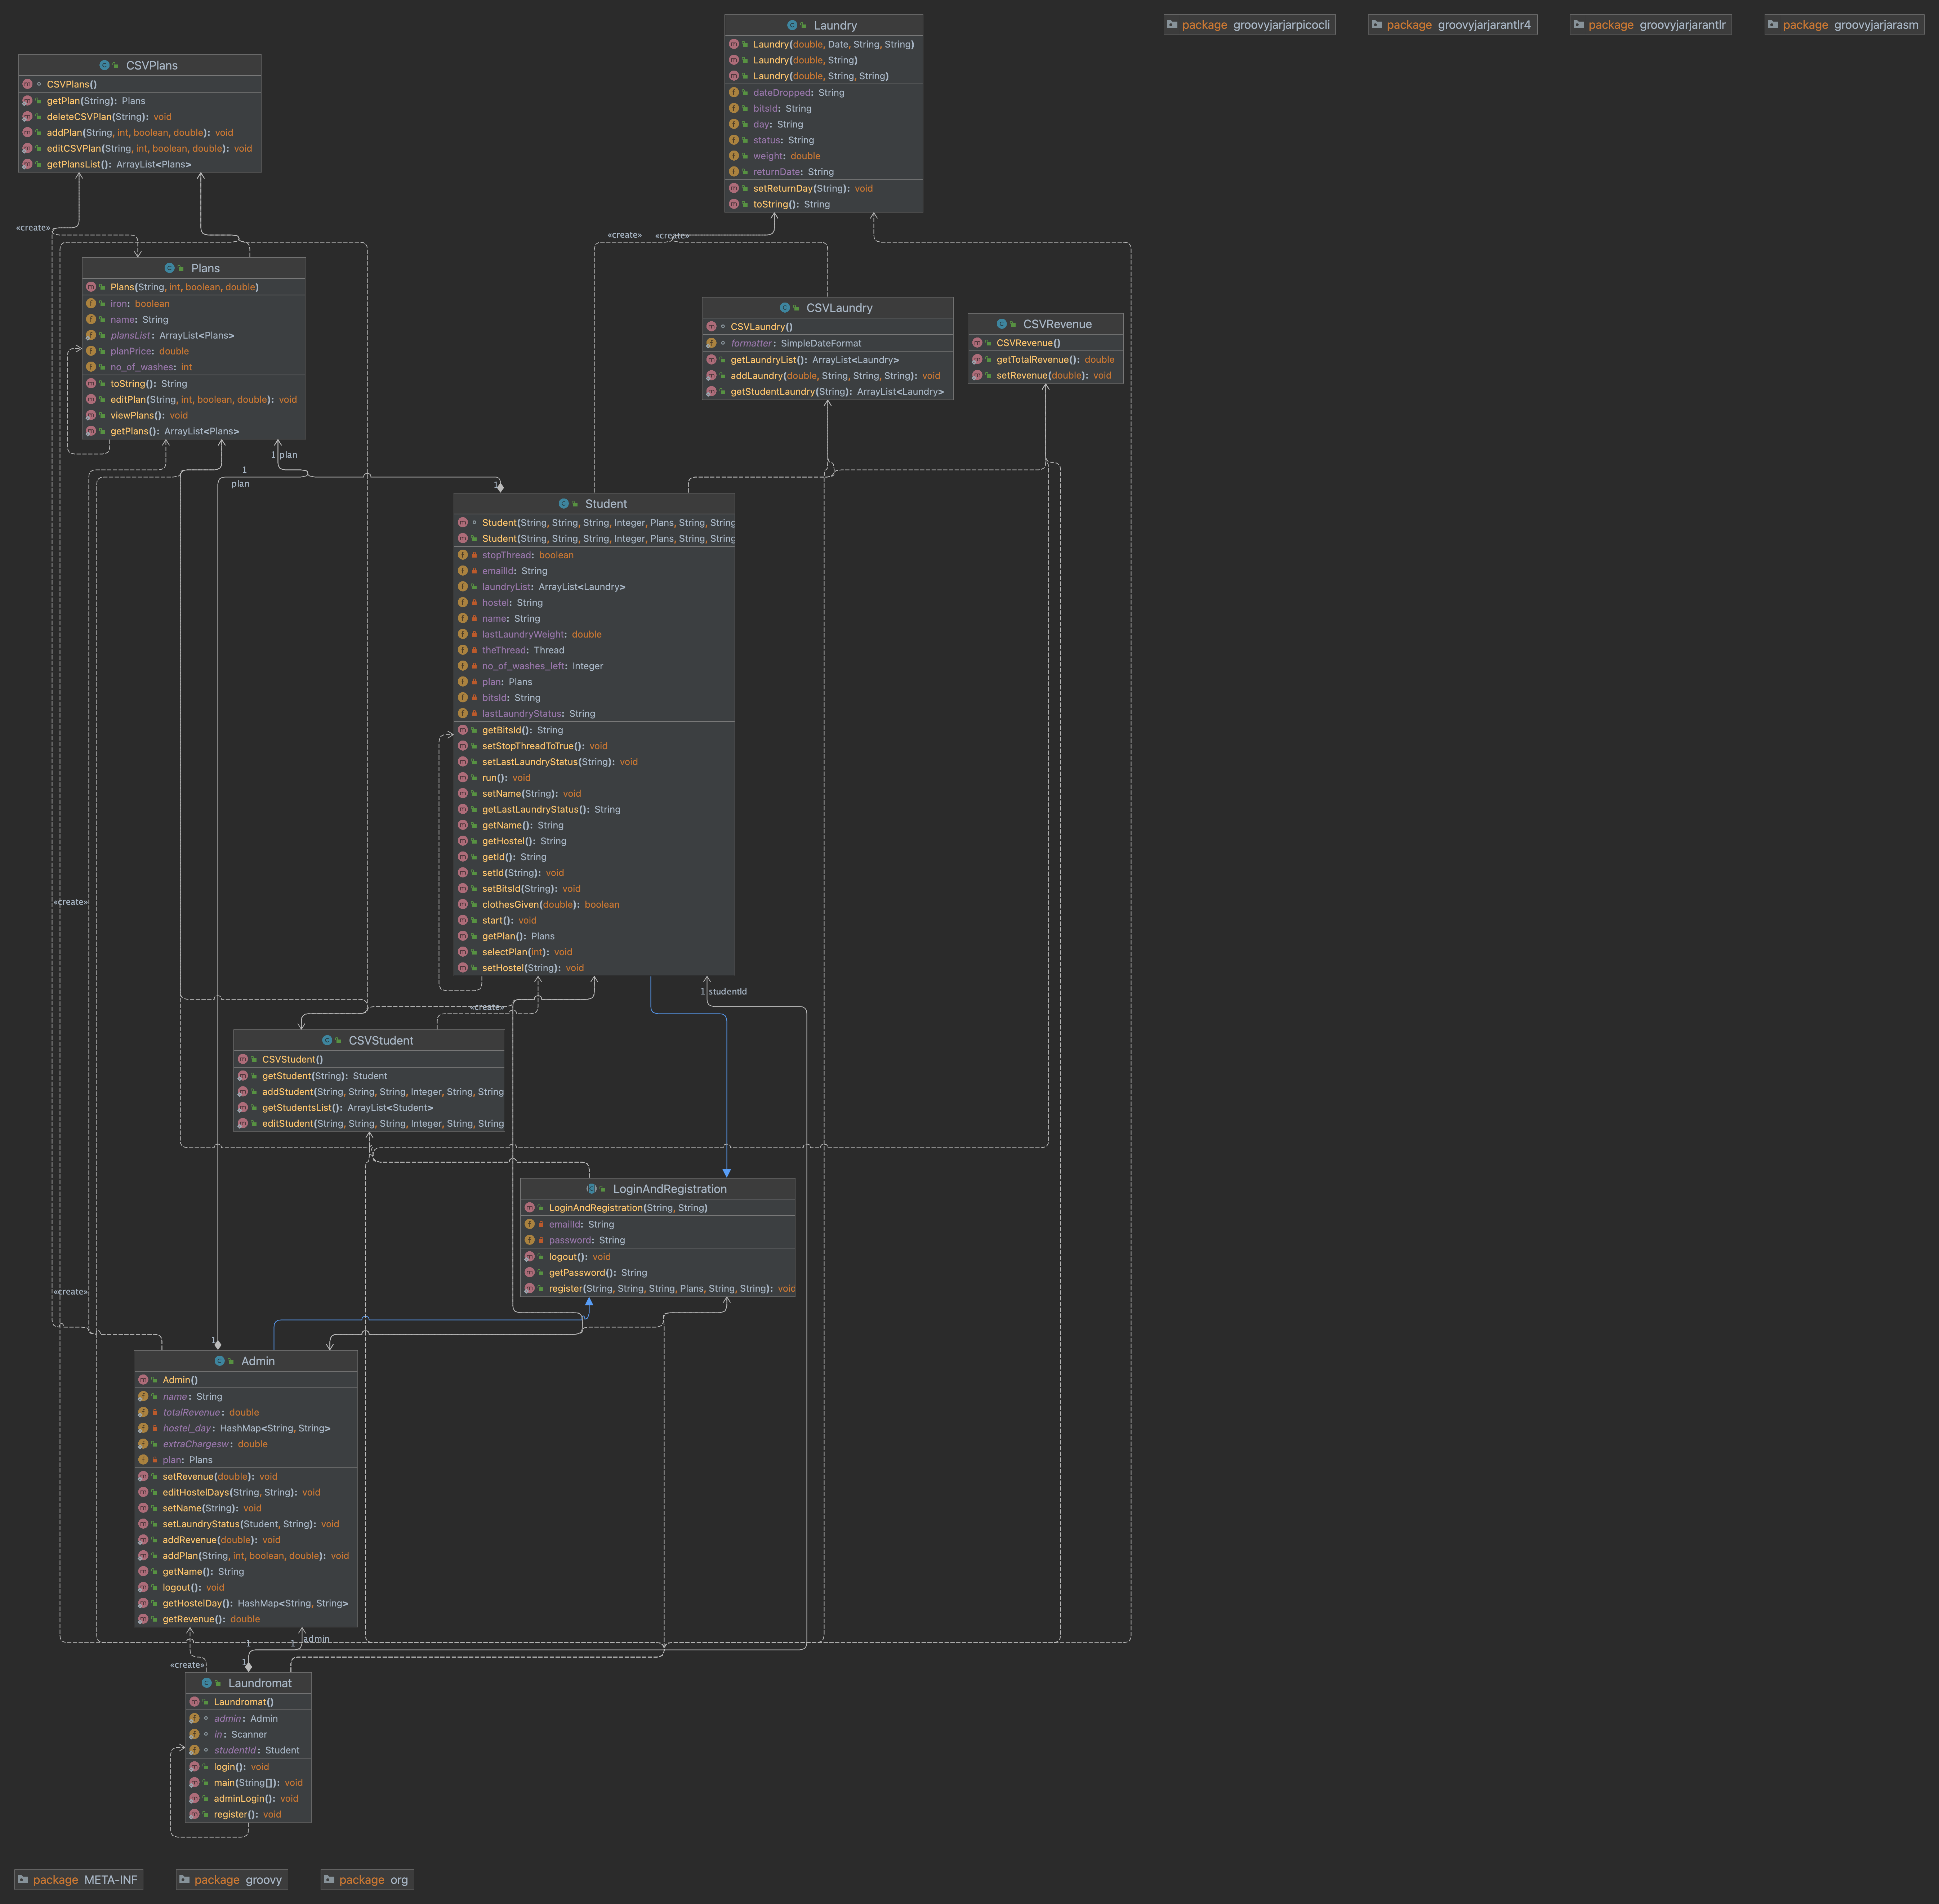 package groovyjarjarpicocli
package groovyjarjarantlr4
package groovyjarjarantlr
package groovyjarjarasm
Laundry
Laundry(double, Date, String, String)
Laundry(double, String)
Laundry(double, String, String)
dateDropped: String
bitsId: String
day: String
status: String
weight: double
returnDate: String
setReturnDay(String): void
toString(): String
CSVPlans
CSVPlans()
getPlan(String): Plans
deleteCSVPlan(String): void
addPlan(String, int, boolean, double): void
editCSVPlan(String, int, boolean, double): void
getPlansList(): ArrayList<Plans>
«create»
«create»
«create»
Plans
Plans(String, int, boolean, double)
iron: boolean
name: String
plansList: ArrayList<Plans>
planPrice: double
no_of_washes: int
toString(): String
editPlan(String, int, boolean, double): void
viewPlans(): void
getPlans(): ArrayList<Plans>
CSVLaundry
CSVLaundry()
formatter: SimpleDateFormat
getLaundryList(): ArrayList<Laundry>
addLaundry(double, String, String, String): void
getStudentLaundry(String): ArrayList<Laundry>
CSVRevenue
CSVRevenue()
getTotalRevenue(): double
setRevenue(double): void
1 plan
1
plan
1
Student
Student(String, String, String, Integer, Plans, String, String
Student(String, String, String, Integer, Plans, String, String
stopThread: boolean
emailId: String
laundryList: ArrayList<Laundry>
hostel: String
name: String
lastLaundryWeight: double
theThread: Thread
no_of_washes_left: Integer
plan: Plans
bitsId: String
lastLaundryStatus: String
getBitsId(): String
setStopThreadToTrue(): void
setLastLaundryStatus(String): void
run(): void
setName(String): void
getLastLaundryStatus(): String
getName(): String
getHostel(): String
getId(): String
setId(String): void
setBitsId(String): void
clothesGiven(double): boolean
start(): void
getPlan(): Plans
selectPlan(int): void
setHostel(String): void
«create»
1 studentId
«create»
CSVStudent
CSVStudent()
getStudent(String): Student
addStudent(String, String, String, Integer, String, String
getStudentsList(): ArrayList<Student>
editStudent(String, String, String, Integer, String, String
LoginAndRegistration
LoginAndRegistration(String, String)
emailId: String
password: String
logout(): void
getPassword(): String
register(String, String, String, Plans, String, String): void
«create»
1
Admin
Admin()
name: String
totalRevenue: double
hostel_day: HashMap<String, String>
extraChargesw: double
plan: Plans
setRevenue(double): void
editHostelDays(String, String): void
setName(String): void
setLaundryStatus(Student, String): void
addRevenue(double): void
addPlan(String, int, boolean, double): void
getName(): String
logout(): void
getHostelDay(): HashMap<String, String>
getRevenue(): double
1
1
admin
«create»
1
Laundromat
Laundromat()
admin: Admin
in: Scanner
studentId: Student
login(): void
main(String[]): void
adminLogin(): void
register(): void
package META-INF
package groovy
package org